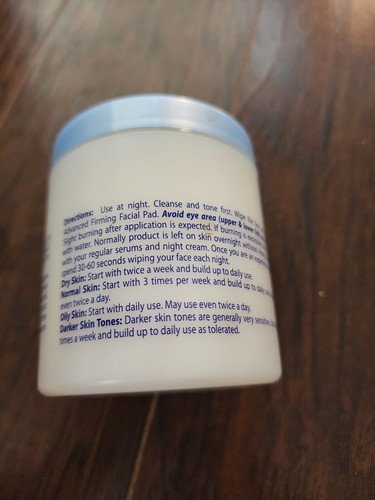 Directions: Use at night. Cleanse and tone first. Wipe the
Advanced Firming Facial Pad. Avoid eye area (upper & lower
Slight burning after application is expected. If burning is
with water. Normally product is left on skin overnight
with your regular serums and night cream. Once you are an
spend 30-60 seconds wiping your face each night.
Dry Skin: Start with twice a week and build up to daily use.
Normal Skin: Start with 3 times per week and build up to daily
even twice a day.
Oily Skin: Start with daily use. May use even twice a day.
Darker Skin Tones: Darker skin tones are generally very sensitive,
times a week and build up to daily use as tolerated.